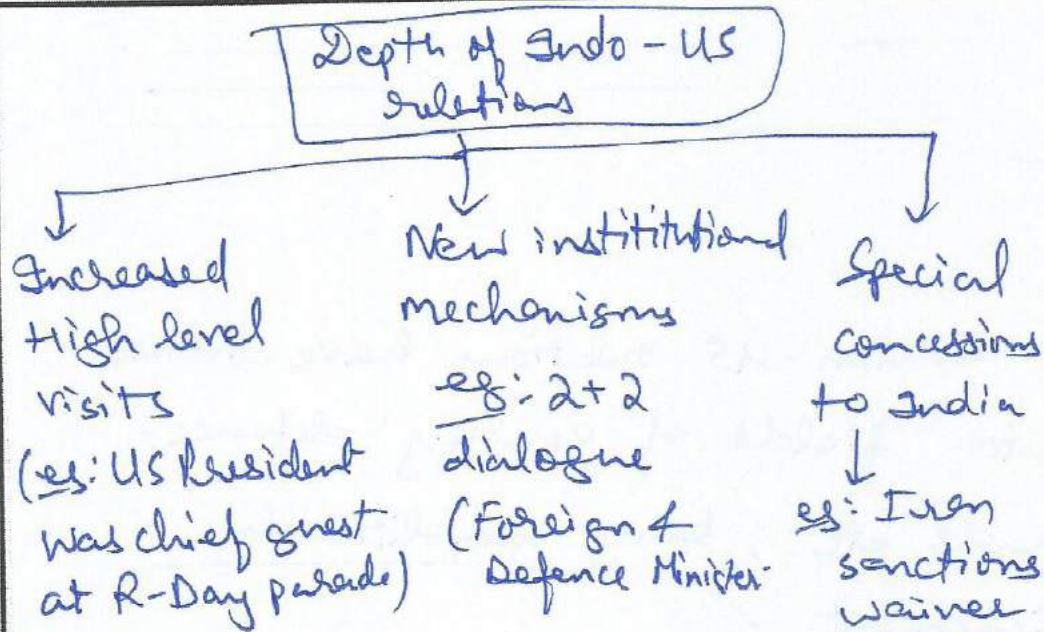 Depth of Indo-US
relations
Increased
High level
visits
(eg: US President
was chief guest
at R-Day parade)
New instititutional
mechanisms
eg:- 2+2
dialogue
(Foreign &
Defence Minister
Special
concessions
to India
eg: Iran
sanctions
waiver